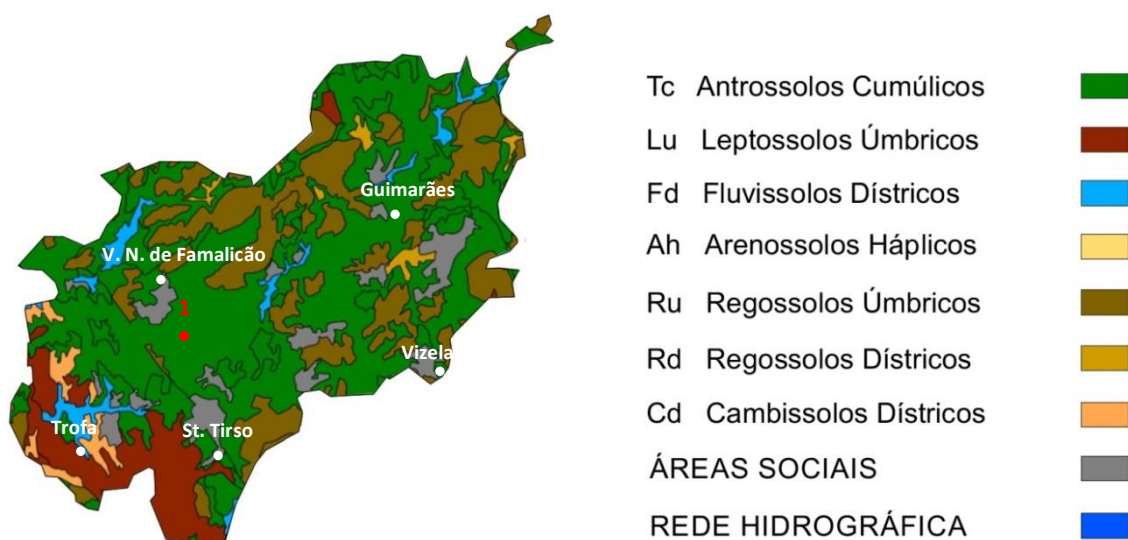 Guimarães
V. N. de Famalicão
1
Vizela
Trofa
St. Tirso
Tc Antrossolos Cumúlicos
Lu Leptossolos Úmbricos
Fd Fluvissolos Dístricos
Ah Arenossolos Háplicos
Ru Regossolos Úmbricos
Rd Regossolos Dístricos
Cd Cambissolos Dístricos
ÁREAS SOCIAIS
REDE HIDROGRÁFICA